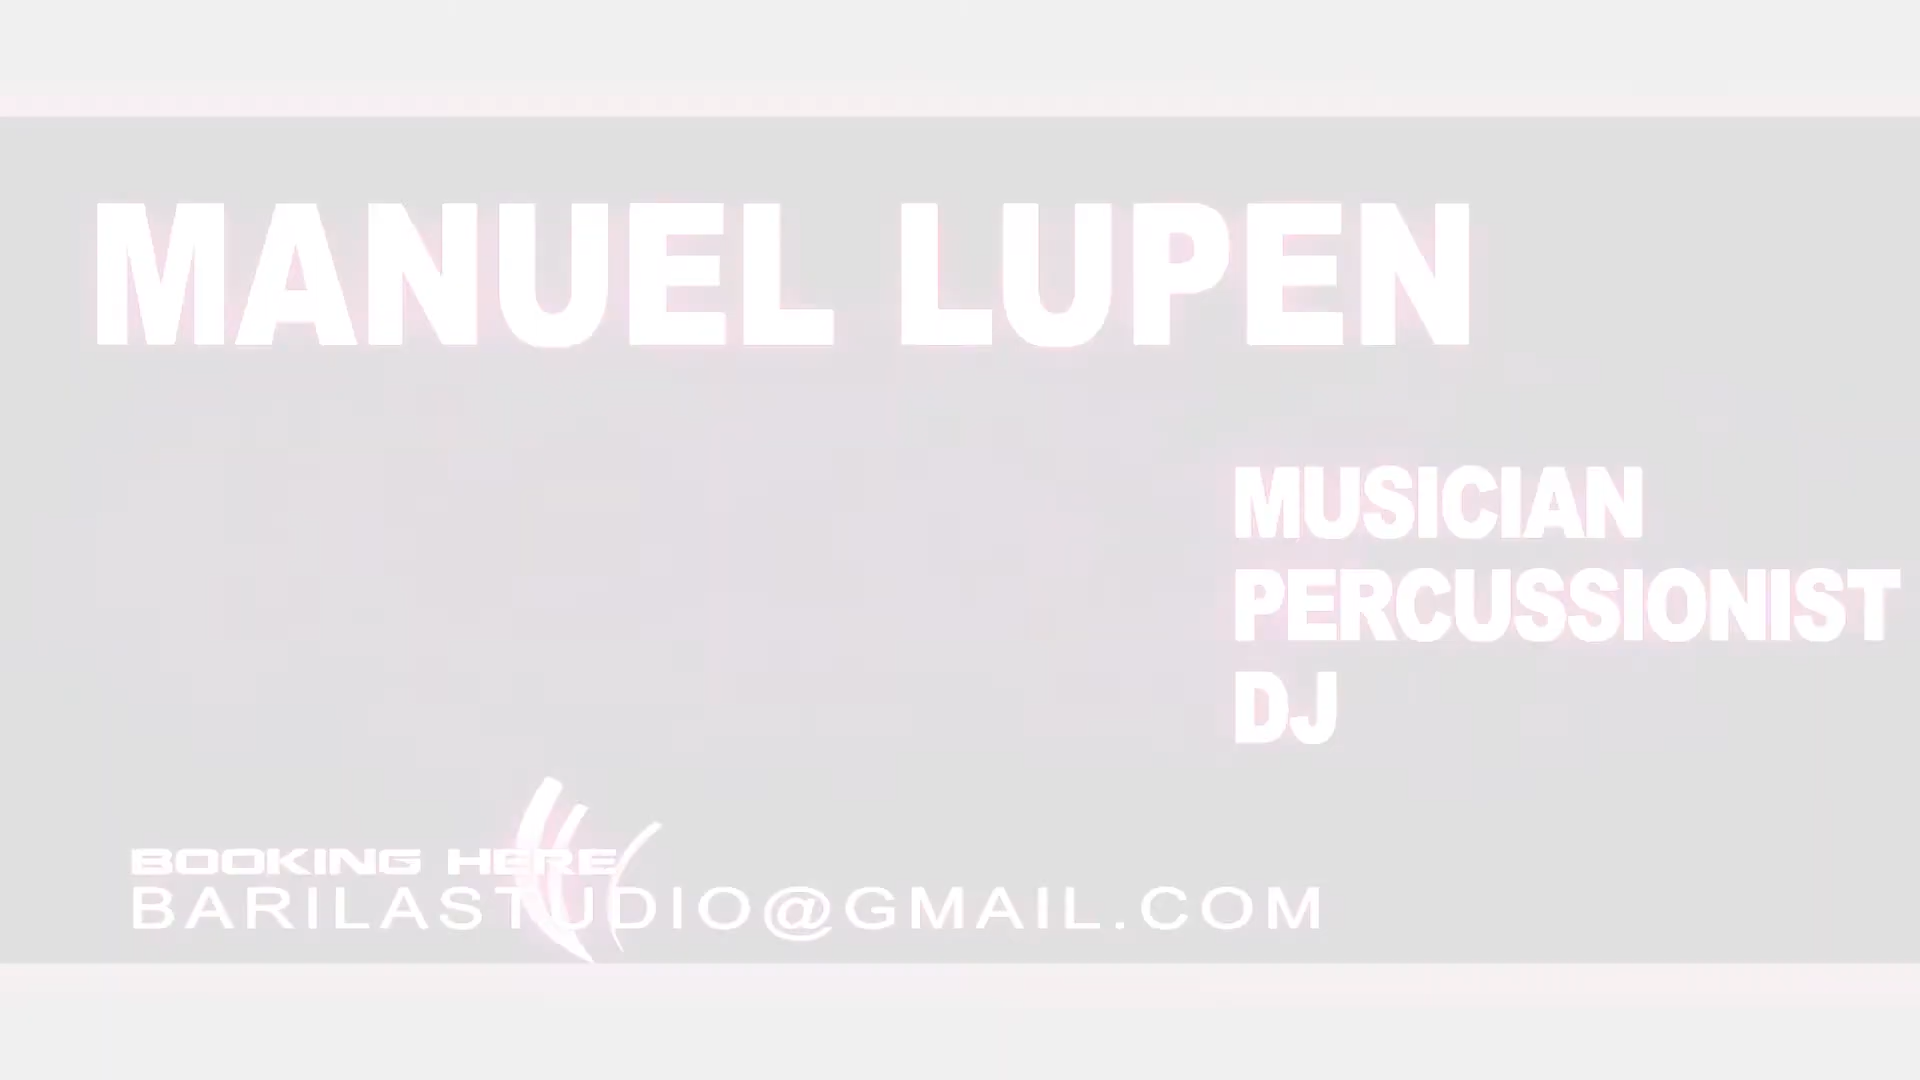 MANUEL LUPEN
MUSICIAN
PERCUSSIONIST
DJ
BOOKING HERE
BARILASTUDIO@GMAIL.COM